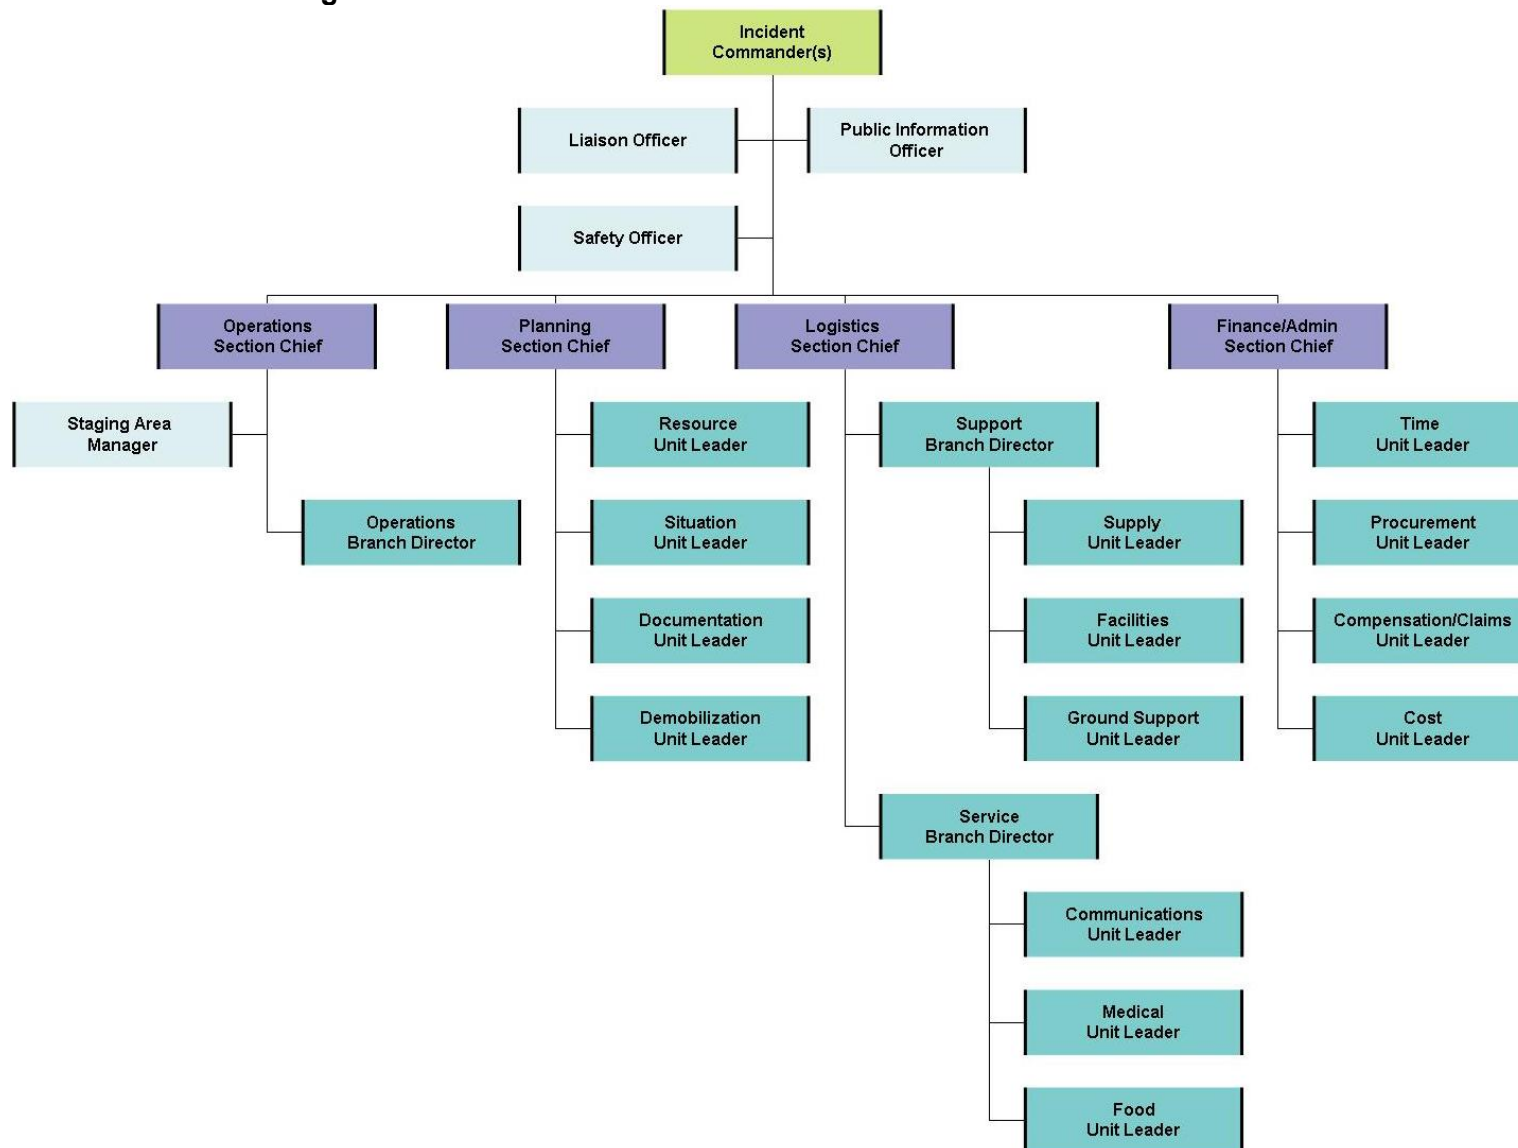 g
Incident
Commander(s)
Liaison Officer
Public Information
Officer
Safety Officer
Operations
Section Chief
Planning
Section Chief
Logistics
Section Chief
Finance/Admin
Section Chief
Staging Area
Manager
Resource
Unit Leader
Support
Branch Director
Time
Unit Leader
Operations
Branch Director
Situation
Unit Leader
Supply
Unit Leader
Procurement
Unit Leader
Documentation
Unit Leader
Facilities
Unit Leader
Compensation/Claims
Unit Leader
Demobilization
Unit Leader
Ground Support
Unit Leader
Cost
Unit Leader
Service
Branch Director
Communications
Unit Leader
Medical
Unit Leader
Food
Unit Leader